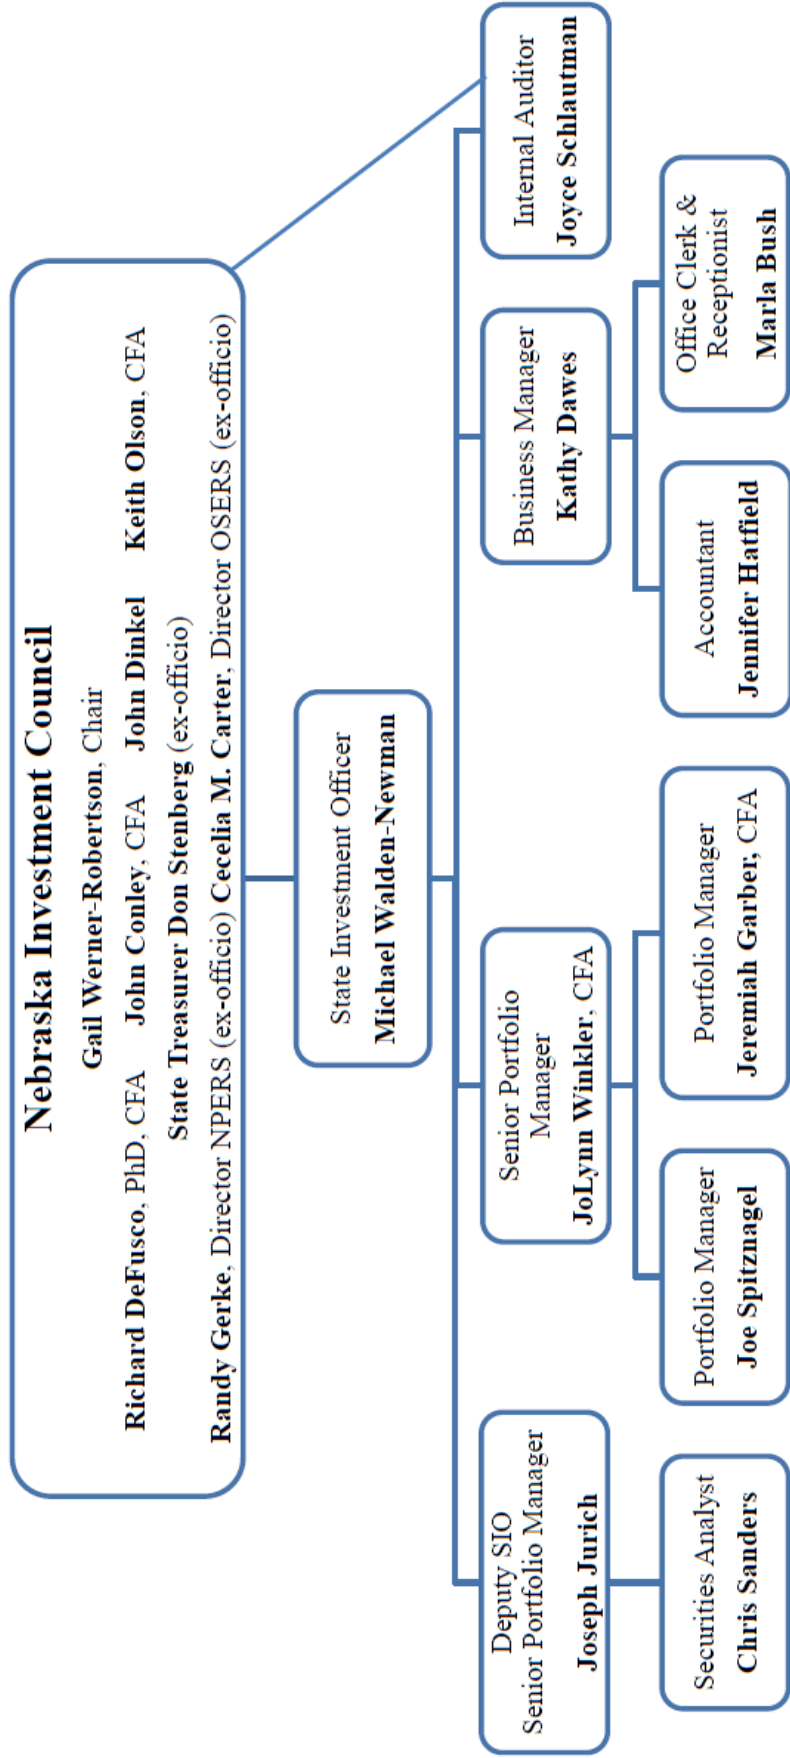 Nebraska Investment Council
Gail Werner-Robertson, Chair
Richard DeFusco, PhD, CFA John Conley, CFA John Dinkel Keith Olson, CFA
State Treasurer Don Stenberg (ex-officio)
Randy Gerke, Director NPERS (ex-officio) Cecelia M. Carter, Director OSERS (ex-officio)
State Investment Officer
Michael Walden-Newman
Deputy SIO
Senior Portfolio Manager
Joseph Jurich
Senior Portfolio
Manager
JoLynn Winkler, CFA
Business Manager
Kathy Dawes
Internal Auditor
Joyce Schlautman
Securities Analyst
Chris Sanders
Portfolio Manager
Joe Spitznagel
Portfolio Manager
Jeremiah Garber, CFA
Accountant
Jennifer Hatfield
Office Clerk &
Receptionist
Marla Bush